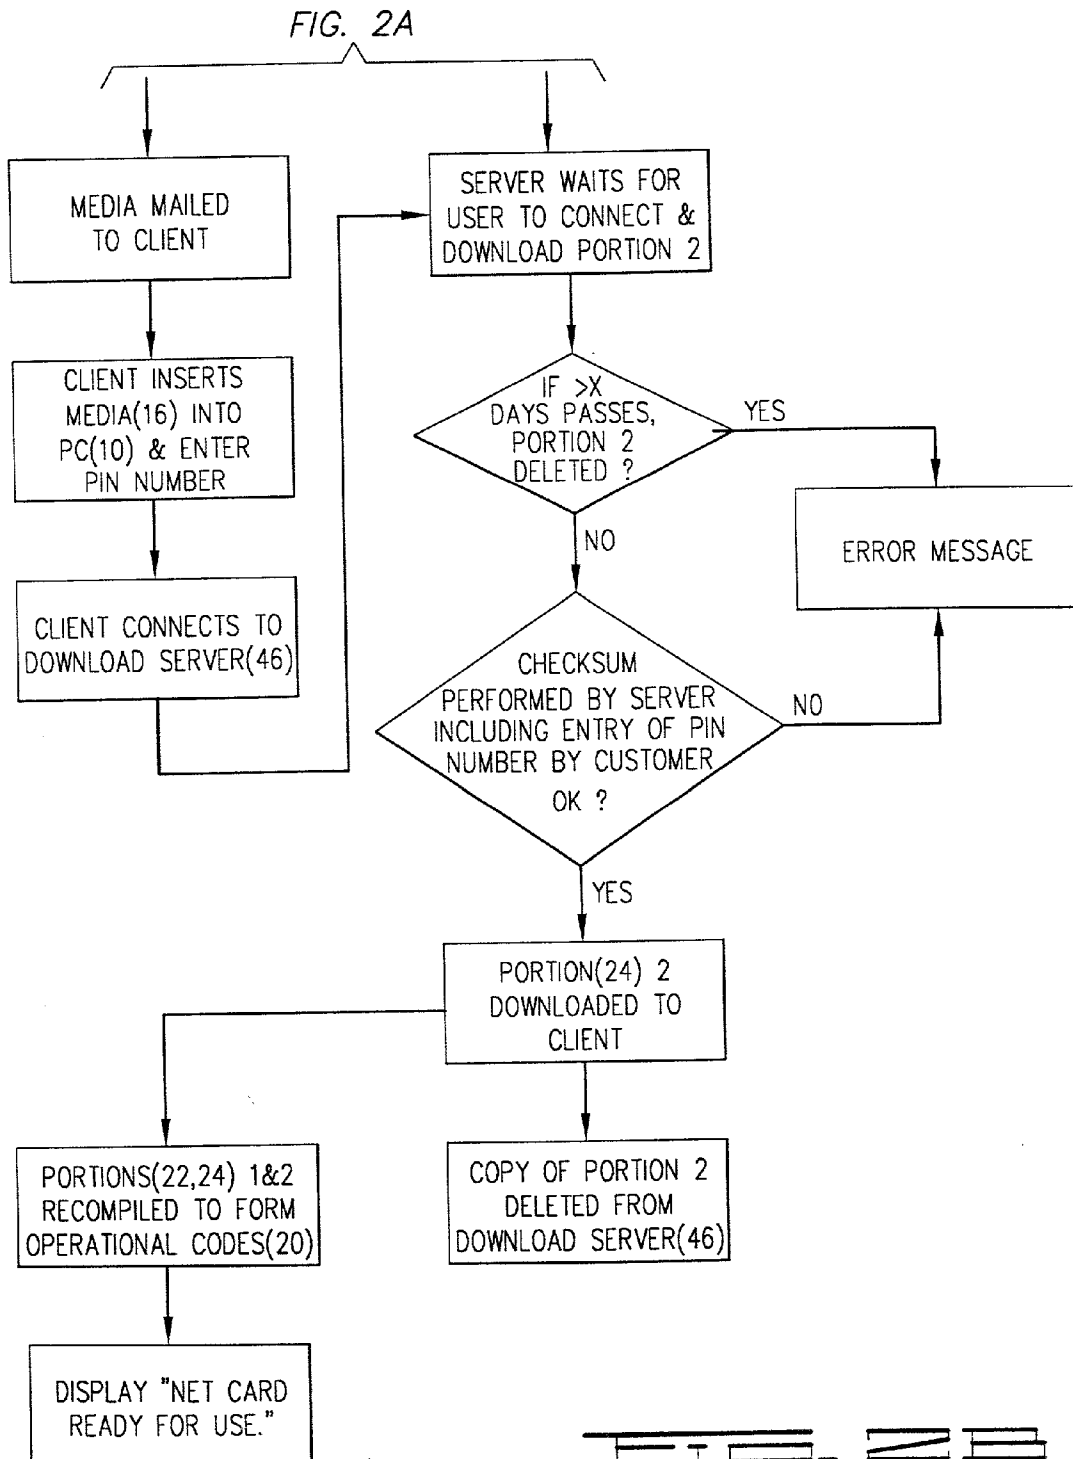 FIG. 2A
MEDIA MAILED
TO CLIENT
CLIENT INSERTS
MEDIA(16) INTO
PC(10) & ENTER
PIN NUMBER
CLIENT CONNECTS TO
DOWNLOAD SERVER(46)
SERVER WAITS FOR
USER TO CONNECT &
DOWNLOAD PORTION 2
IF >X
DAYS PASSES,
PORTION 2
DELETED ?
YES
NO
ERROR MESSAGE
CHECKSUM
PERFORMED BY SERVER
INCLUDING ENTRY OF PIN
NUMBER BY CUSTOMER
OK ?
NO
YES
PORTION(24) 2
DOWNLOADED TO
CLIENT
PORTIONS(22,24) 1&2
RECOMPILED TO FORM
OPERATIONAL CODES(20)
COPY OF PORTION 2
DELETED FROM
DOWNLOAD SERVER(46)
DISPLAY "NET CARD
READY FOR USE."